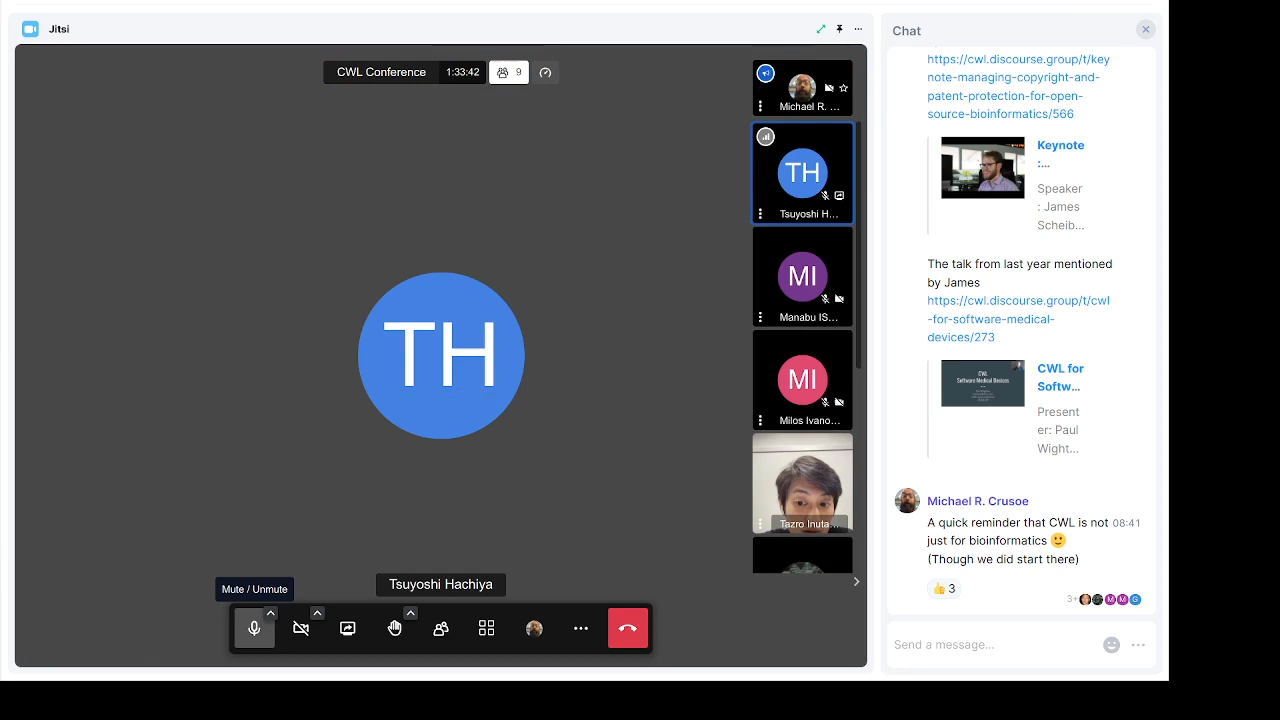 Jitsi
CWL Conference
1:33:42
9
Michael R. ...
TH
Tsuyoshi H...
MI
Manabu IS...
MI
Milos Ivano...
Tazro Inuta...
TH
Tsuyoshi Hachiya
Mute / Unmute
Chat
https://cwl.discourse.group/t/key
note-managing-copyright-and-
patent-protection-for-open-
source-bioinformatics/566
Keynote
:...
Speaker
: James
Scheib...
The talk from last year mentioned
by James
https://cwl.discourse.group/t/cwl
-for-software-medical-
devices/273
CWL
Software Medical Devices
CWL for
Softw...
Present
er: Paul
Wight...
Michael R. Crusoe
A quick reminder that CWL is not 08:41
just for bioinformatics 🙂
(Though we did start there)
👍 3
3+
M
M
G
Send a message...